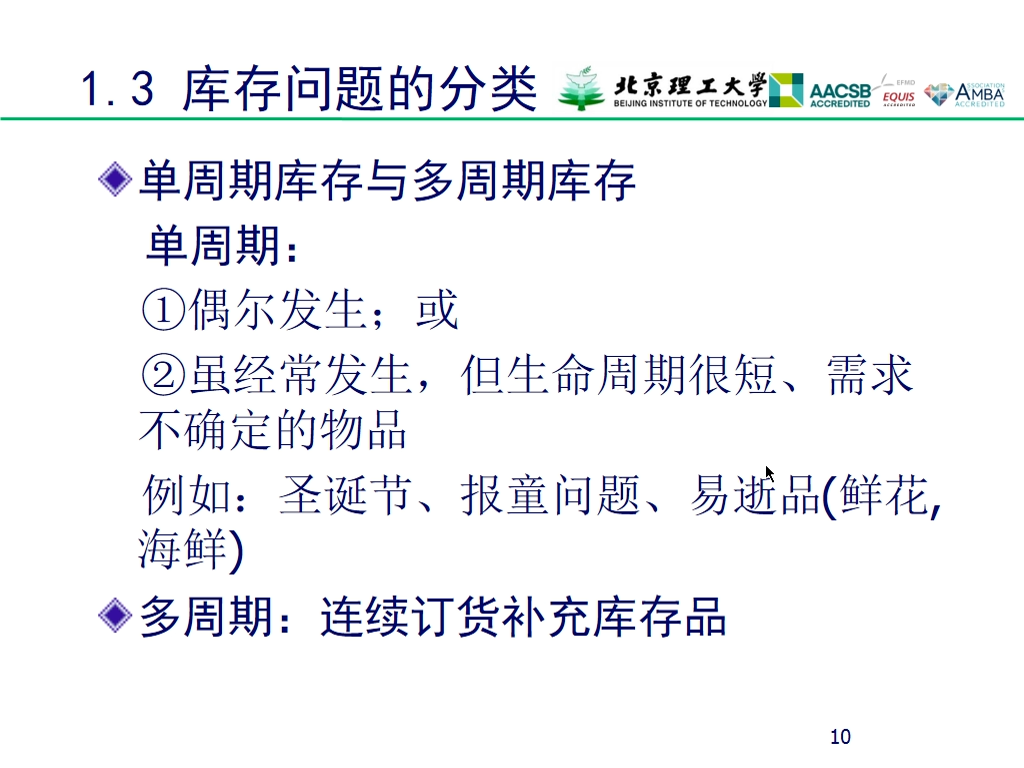 1.3 库存问题的分类
北京理工大学
BEIJING INSTITUTE OF TECHNOLOGY
AACSB
ACCREDITED
EFMD
EQUIS
ACCREDITED
ASSOCIATION
AMBA
ACCREDITED
单周期库存与多周期库存
单周期：
①偶尔发生；或
②虽经常发生，但生命周期很短、需求
不确定的物品
例如：圣诞节、报童问题、易逝品(鲜花,
海鲜)
多周期：连续订货补充库存品
10